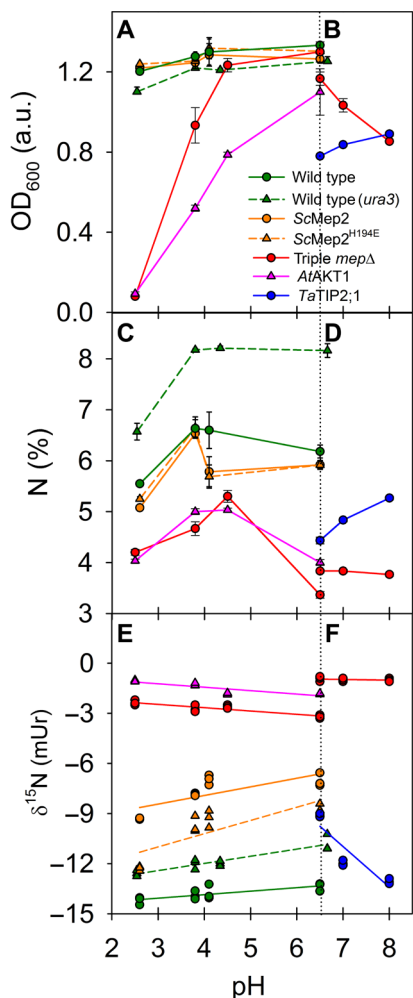 A
B
OD600 (a.u.)
1.2
0.8
0.4
0.0
Wild type
Wild type (ura3)
ScMep2
ScMep2H194E
Triple mepΔ
AtAKT1
TaTIP2;1
C
D
N (%)
8
7
6
5
4
3
E
F
δ15N (mUr)
0
−3
−6
−9
−12
−15
2 3 4 5 6 7 8
pH